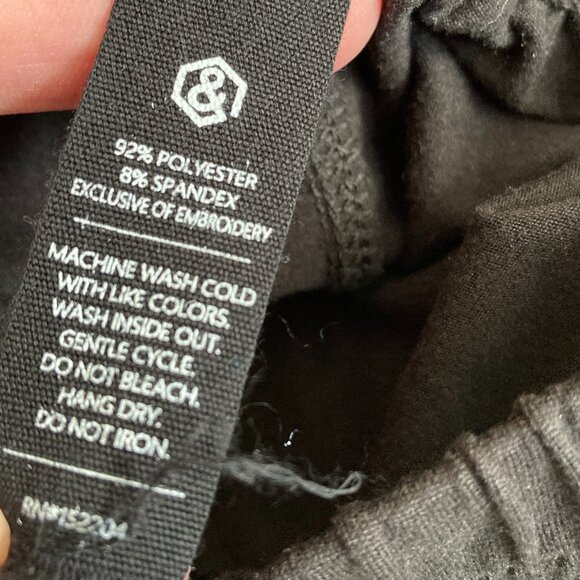 &
92% POLYESTER
8% SPANDEX
EXCLUSIVE OF EMBROIDERY
MACHINE WASH COLD
WITH LIKE COLORS.
WASH INSIDE OUT.
GENTLE CYCLE.
DO NOT BLEACH.
HANG DRY.
DO NOT IRON.
RN#152204